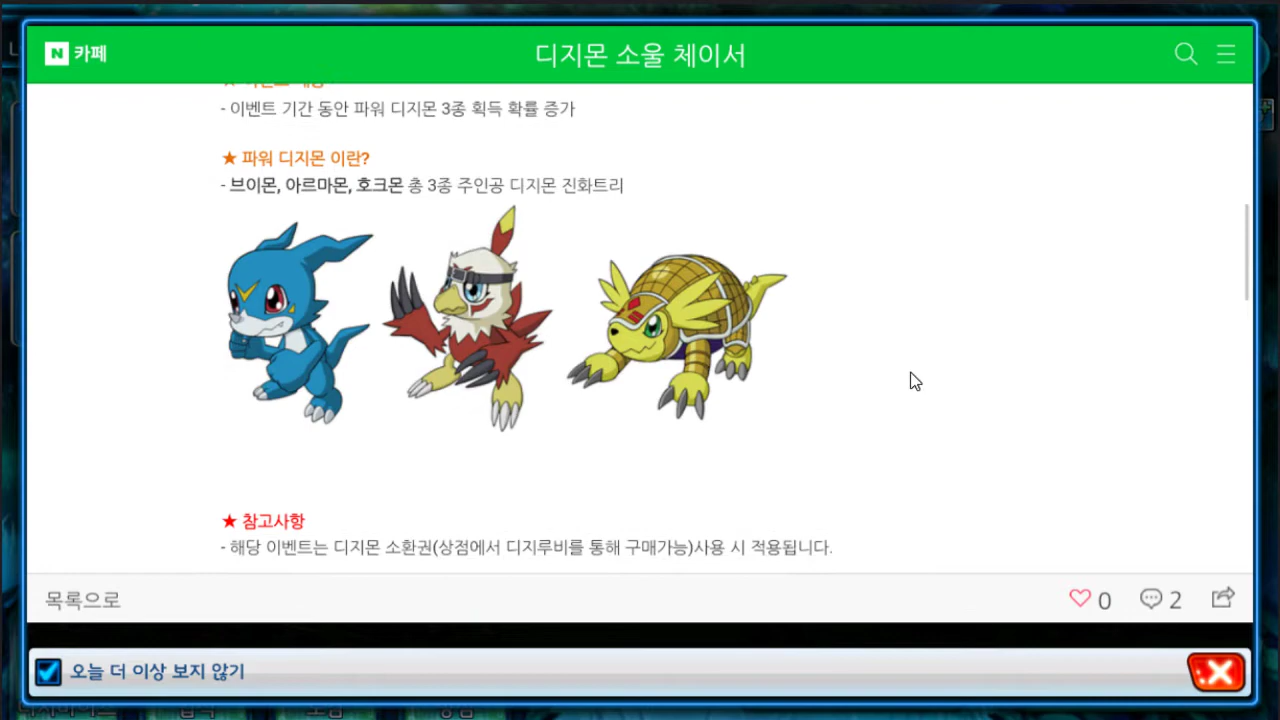 N 카페
디지몬 소울 체이서
- 이벤트 기간 동안 파워 디지몬 3종 획득 확률 증가
★ 파워 디지몬 이란?
- 브이몬, 아르마몬, 호크몬 총 3종 주인공 디지몬 진화트리
★ 참고사항
- 해당 이벤트는 디지몬 소환권(상점에서 디지루비를 통해 구매가능)사용 시 적용됩니다.
목록으로
0
2
오늘 더 이상 보지 않기